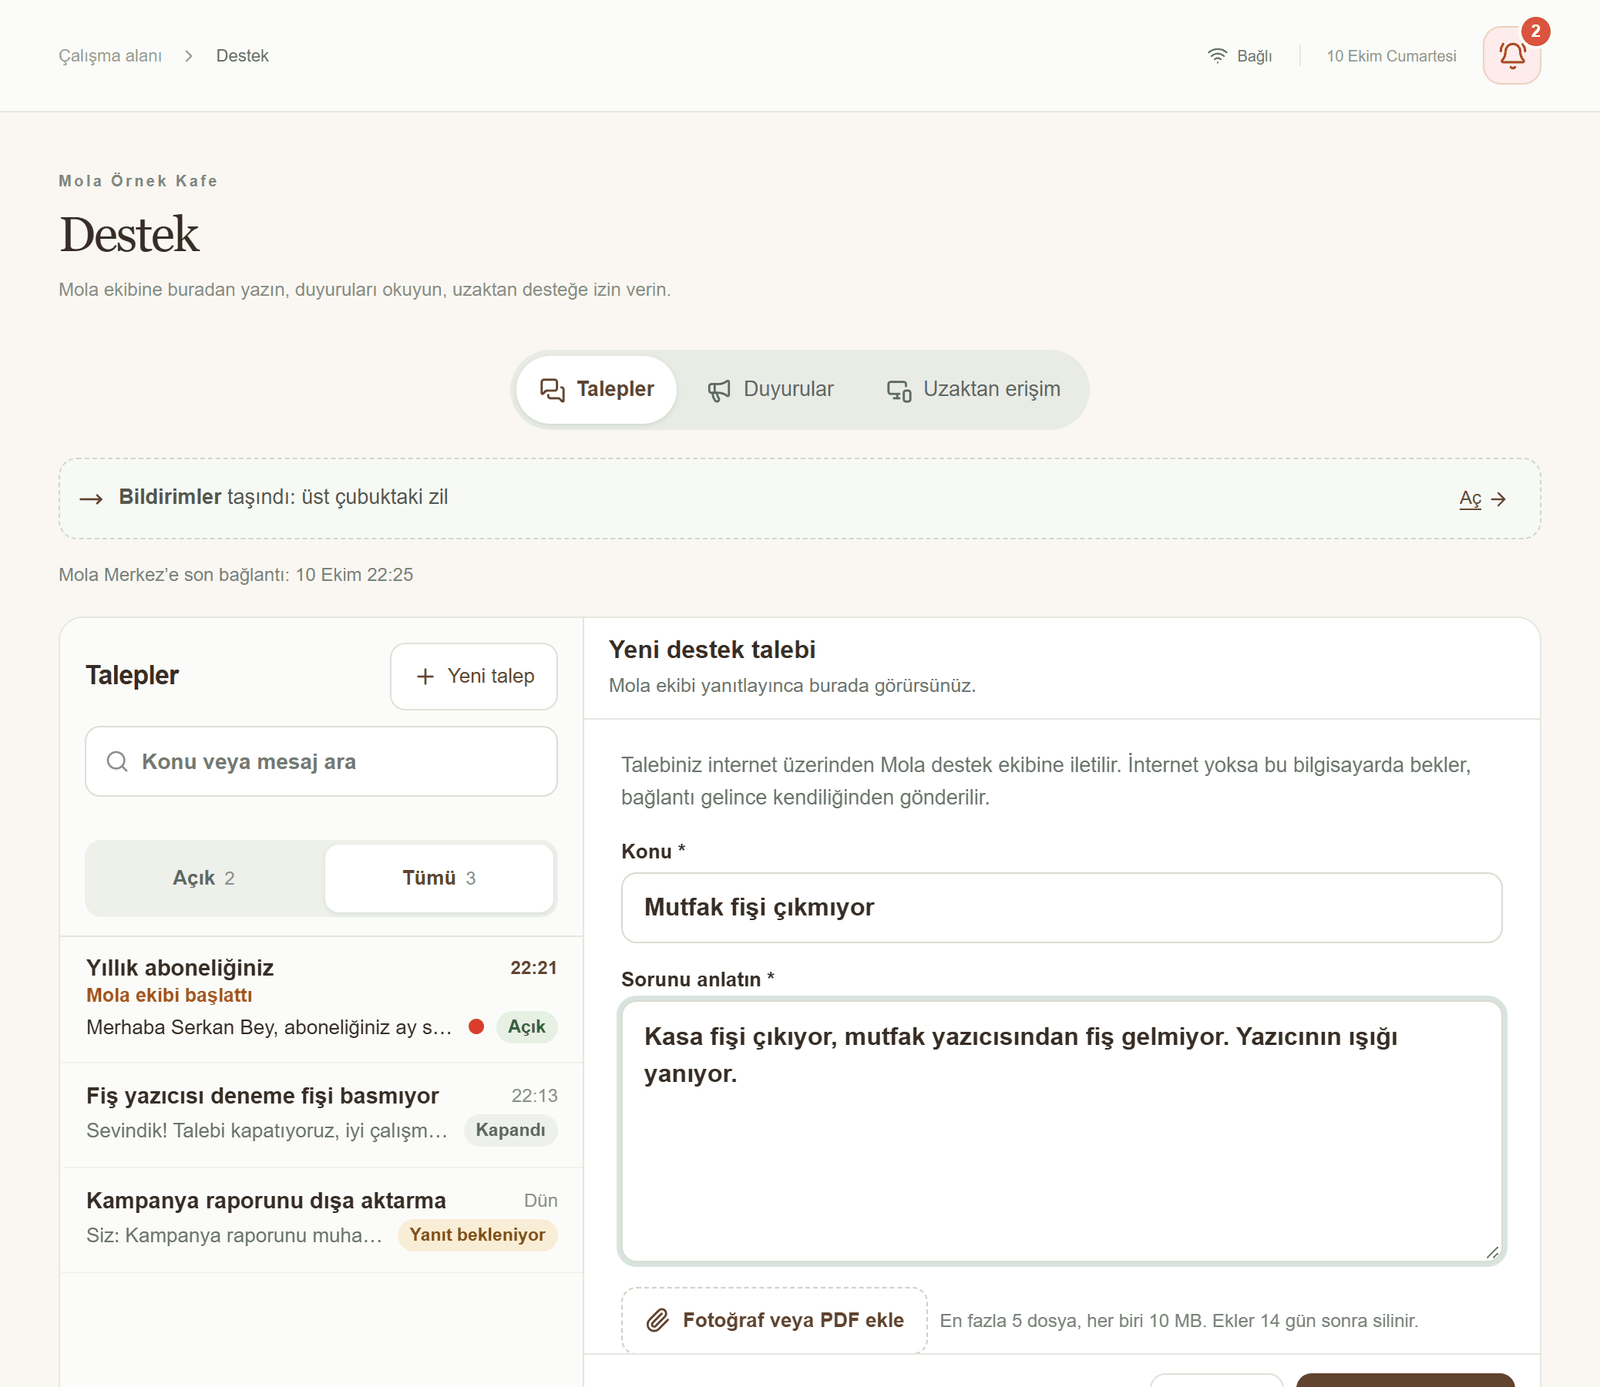 Çalışma alanı > Destek
Bağlı
10 Ekim Cumartesi
2
Mola Örnek Kafe
Destek
Mola ekibine buradan yazın, duyuruları okuyun, uzaktan desteğe izin verin.
Talepler
Duyurular
Uzaktan erişim
Bildirimler taşındı: üst çubuktaki zil
Aç →
Mola Merkez'e son bağlantı: 10 Ekim 22:25
Talepler
+ Yeni talep
Konu veya mesaj ara
Açık 2
Tümü 3
Yıllık aboneliğiniz 22:21
Mola ekibi başlattı
Merhaba Serkan Bey, aboneliğiniz ay s… Açık
Fiş yazıcısı deneme fişi basmıyor 22:13
Sevindik! Talebi kapatıyoruz, iyi çalışm… Kapandı
Kampanya raporunu dışa aktarma Dün
Siz: Kampanya raporunu muha… Yanıt bekleniyor
Yeni destek talebi
Mola ekibi yanıtlayınca burada görürsünüz.
Talebiniz internet üzerinden Mola destek ekibine iletilir. İnternet yoksa bu bilgisayarda bekler,
bağlantı gelince kendiliğinden gönderilir.
Konu *
Mutfak fişi çıkmıyor
Sorunu anlatın *
Kasa fişi çıkıyor, mutfak yazıcısından fiş gelmiyor. Yazıcının ışığı
yanıyor.
Fotoğraf veya PDF ekle
En fazla 5 dosya, her biri 10 MB. Ekler 14 gün sonra silinir.